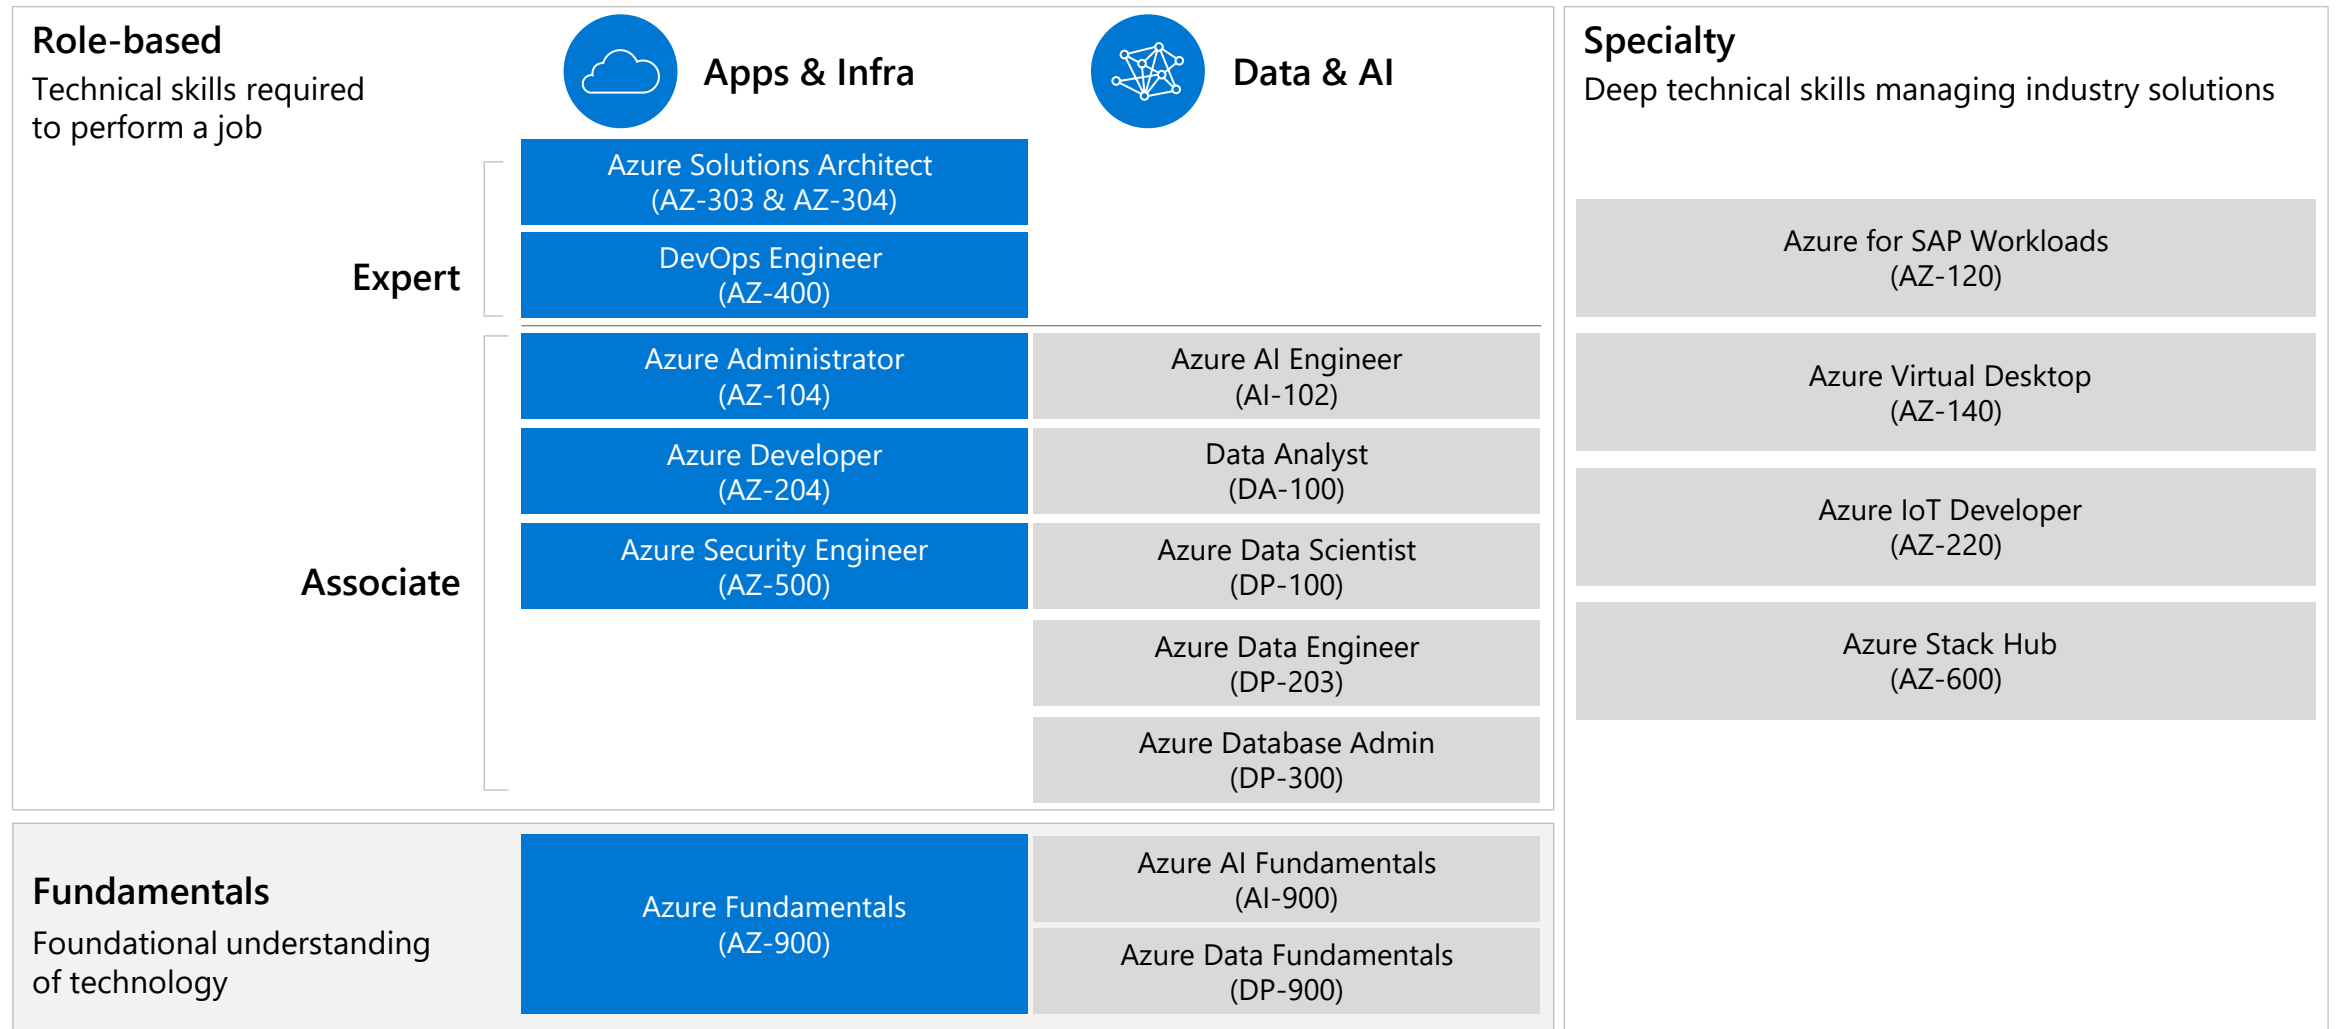 Role-based
Technical skills required
to perform a job
Apps & Infra
Data & AI
Expert
Azure Solutions Architect
(AZ-303 & AZ-304)
DevOps Engineer
(AZ-400)
Associate
Azure Administrator
(AZ-104)
Azure Developer
(AZ-204)
Azure Security Engineer
(AZ-500)
Azure AI Engineer
(AI-102)
Data Analyst
(DA-100)
Azure Data Scientist
(DP-100)
Azure Data Engineer
(DP-203)
Azure Database Admin
(DP-300)
Fundamentals
Foundational understanding
of technology
Azure Fundamentals
(AZ-900)
Azure AI Fundamentals
(AI-900)
Azure Data Fundamentals
(DP-900)
Specialty
Deep technical skills managing industry solutions
Azure for SAP Workloads
(AZ-120)
Azure Virtual Desktop
(AZ-140)
Azure IoT Developer
(AZ-220)
Azure Stack Hub
(AZ-600)